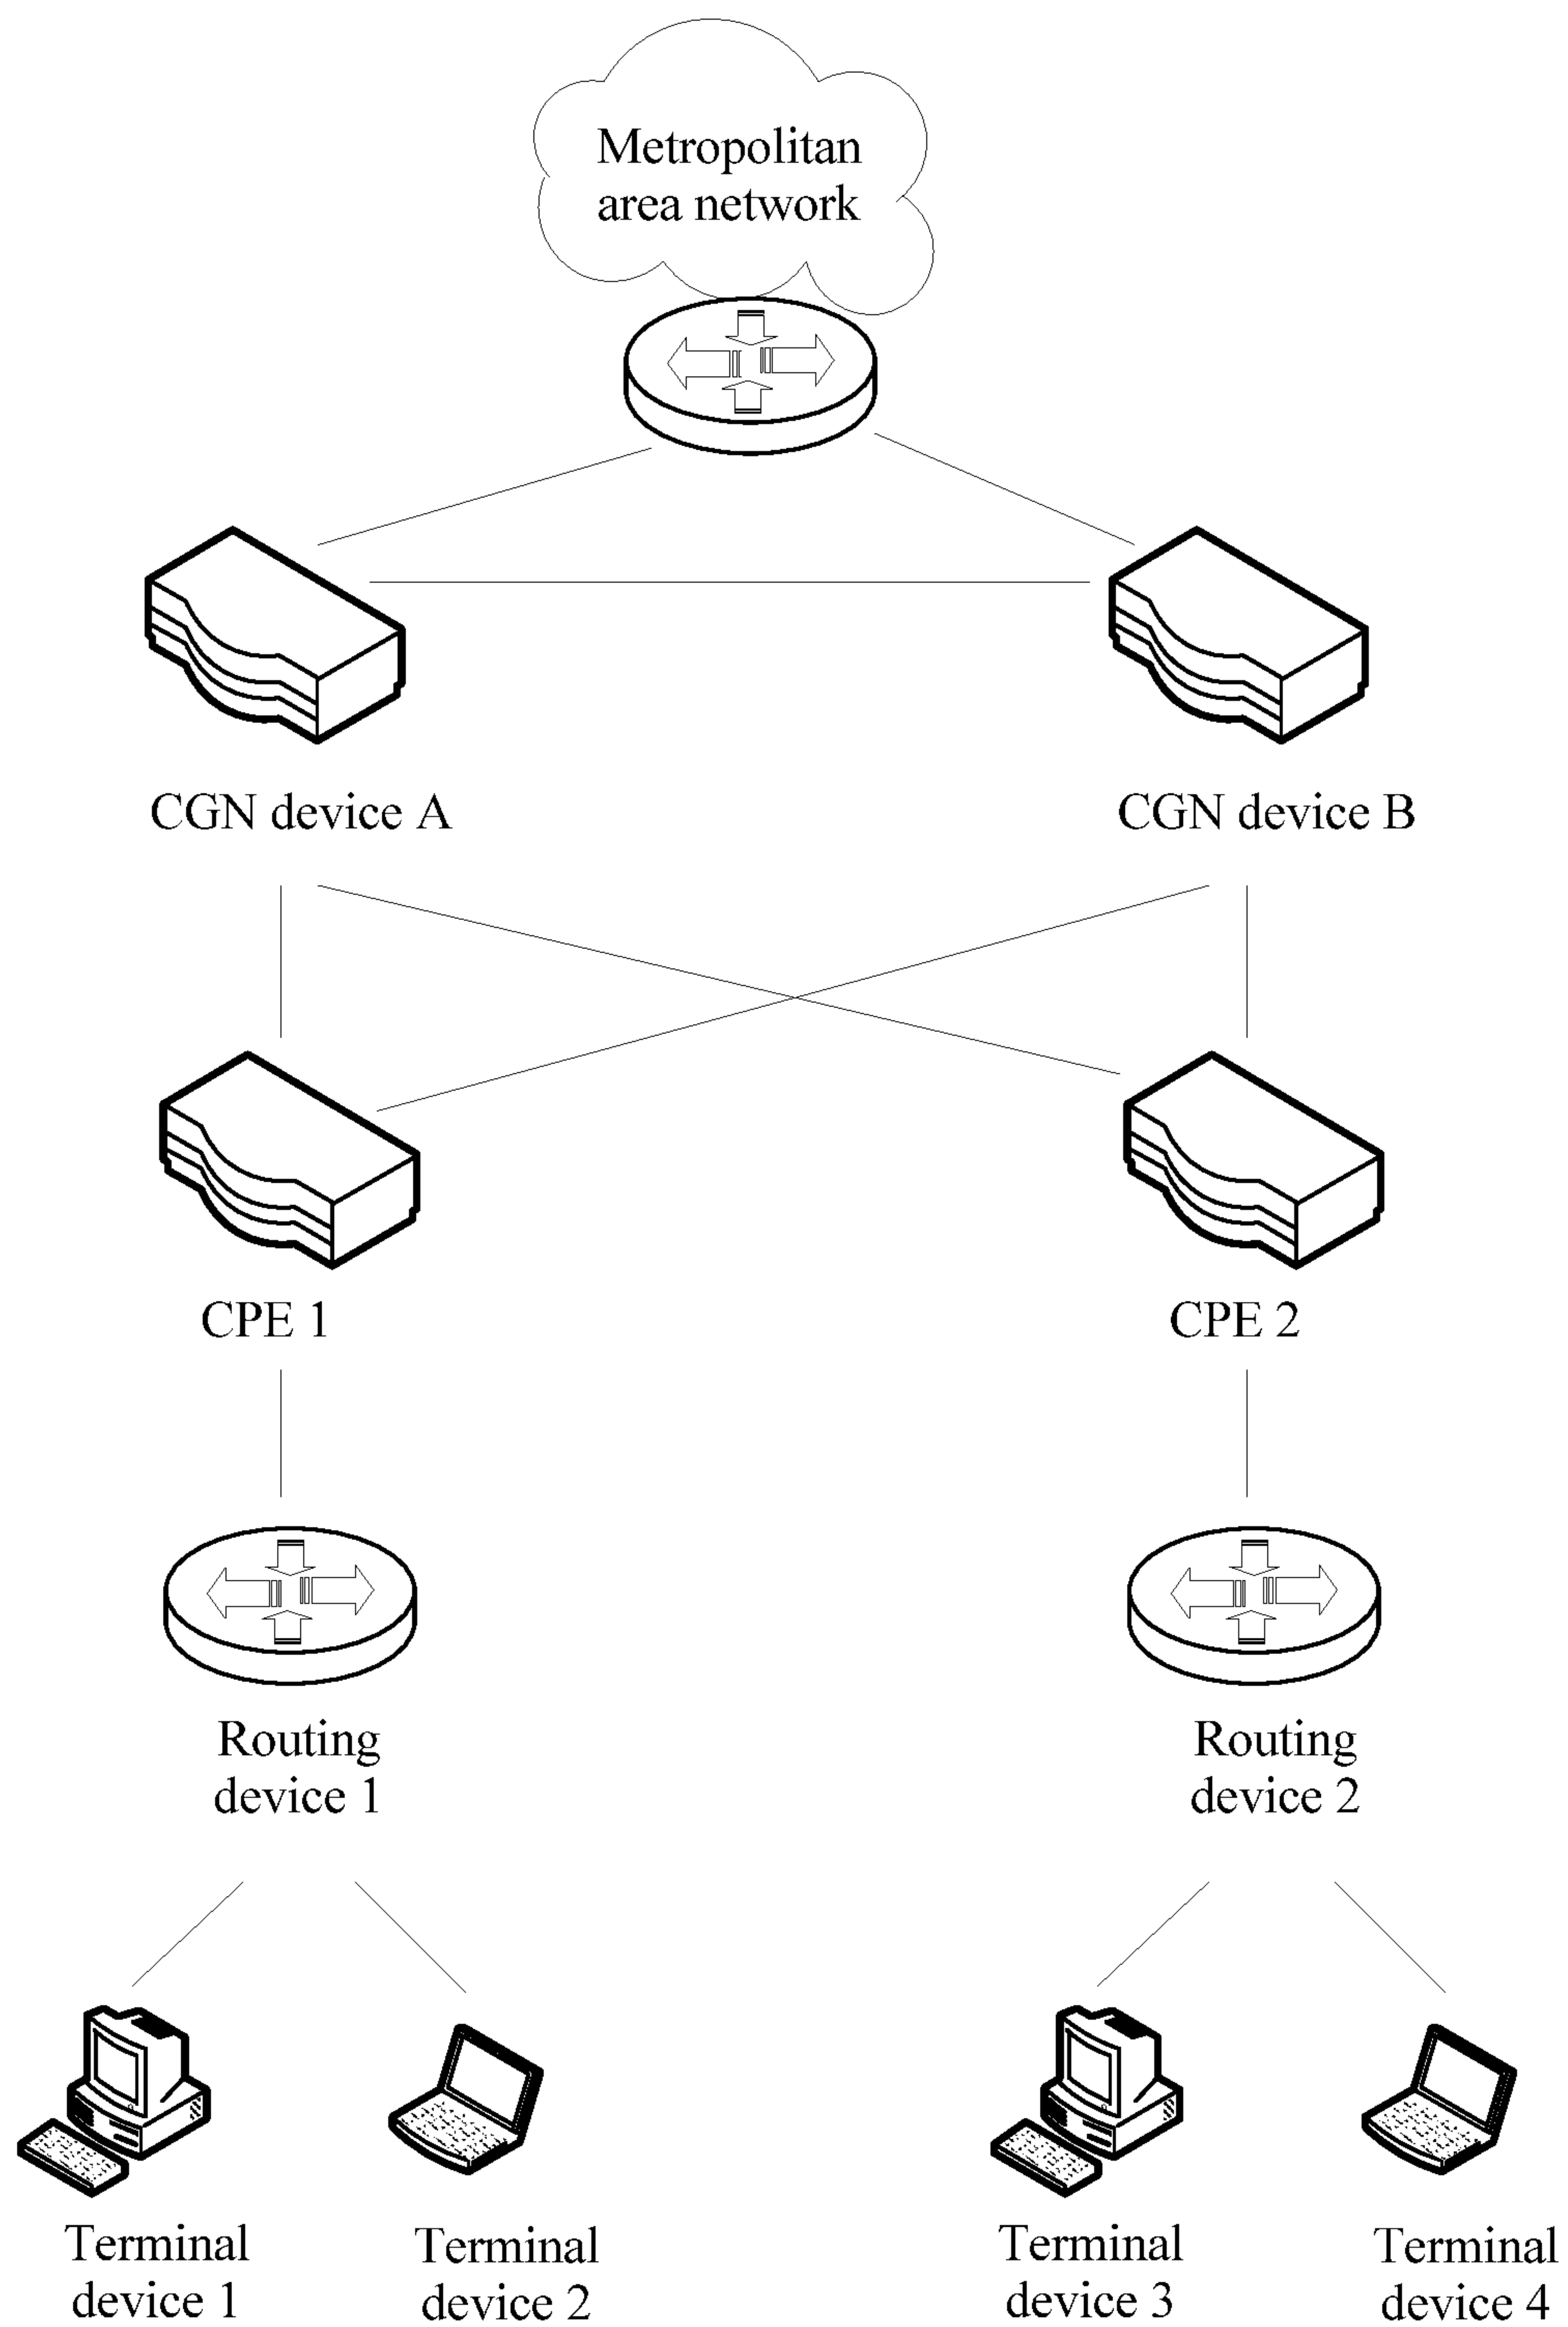 Metropolitan
area network
CGN device A
CGN device B
CPE 1
CPE 2
Routing
device 1
Routing
device 2
Terminal
device 1
Terminal
device 2
Terminal
device 3
Terminal
device 4